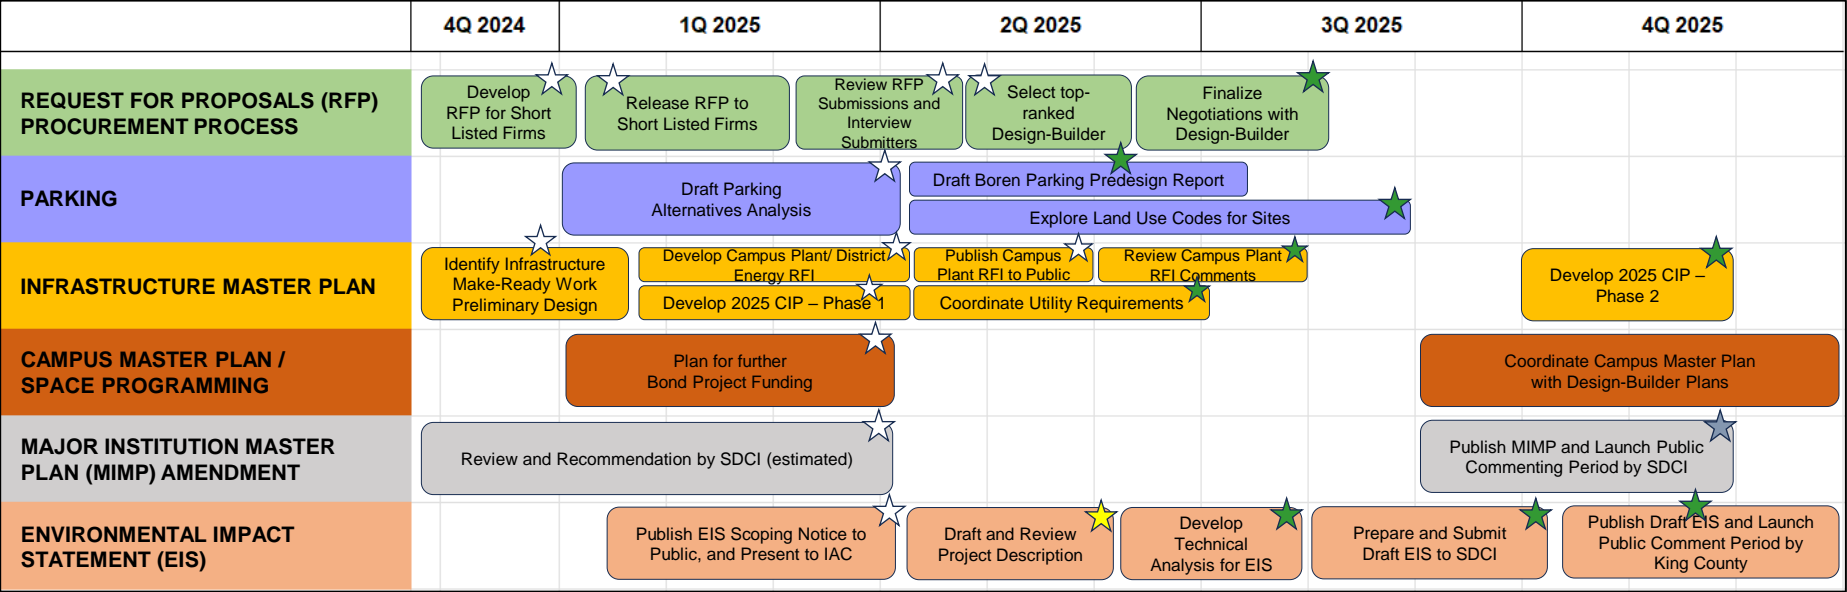 4Q 2024
1Q 2025
2Q 2025
3Q 2025
4Q 2025
REQUEST FOR PROPOSALS (RFP)
PROCUREMENT PROCESS
Develop
RFP for Short
Listed Firms
Release RFP to
Short Listed Firms
Review RFP
Submissions and
Interview
Submitters
Select top-
ranked
Design-Builder
Finalize
Negotiations with
Design-Builder
PARKING
Draft Parking
Alternatives Analysis
Draft Boren Parking Predesign Report
Explore Land Use Codes for Sites
INFRASTRUCTURE MASTER PLAN
Identify Infrastructure
Make-Ready Work
Preliminary Design
Develop Campus Plant/ District
Energy RFI
Develop 2025 CIP – Phase 1
Publish Campus
Plant RFI to Public
Coordinate Utility Requirements
Review Campus Plant
RFI Comments
Develop 2025 CIP –
Phase 2
CAMPUS MASTER PLAN /
SPACE PROGRAMMING
Plan for further
Bond Project Funding
Coordinate Campus Master Plan
with Design-Builder Plans
MAJOR INSTITUTION MASTER
PLAN (MIMP) AMENDMENT
Review and Recommendation by SDCI (estimated)
Publish MIMP and Launch Public
Commenting Period by SDCI
ENVIRONMENTAL IMPACT
STATEMENT (EIS)
Publish EIS Scoping Notice to
Public, and Present to IAC
Draft and Review
Project Description
Develop
Technical
Analysis for EIS
Prepare and Submit
Draft EIS to SDCI
Publish Draft EIS and Launch
Public Comment Period by
King County